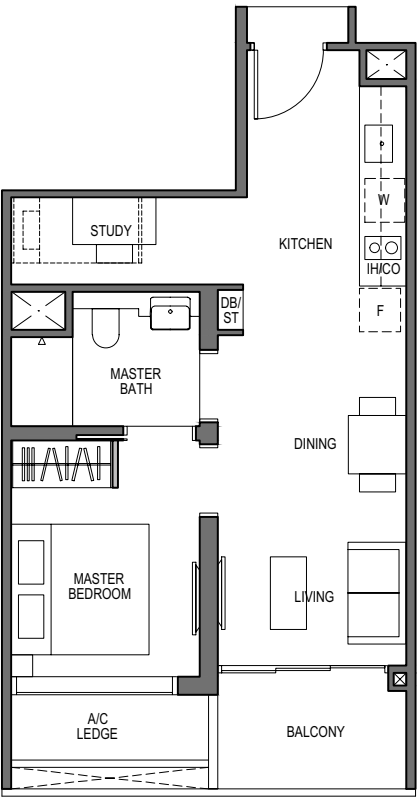 W
STUDY
KITCHEN
IH/CO
DB/
ST
F
MASTER
BATH
DINING
MASTER
BEDROOM
LIVING
A/C
LEDGE
BALCONY